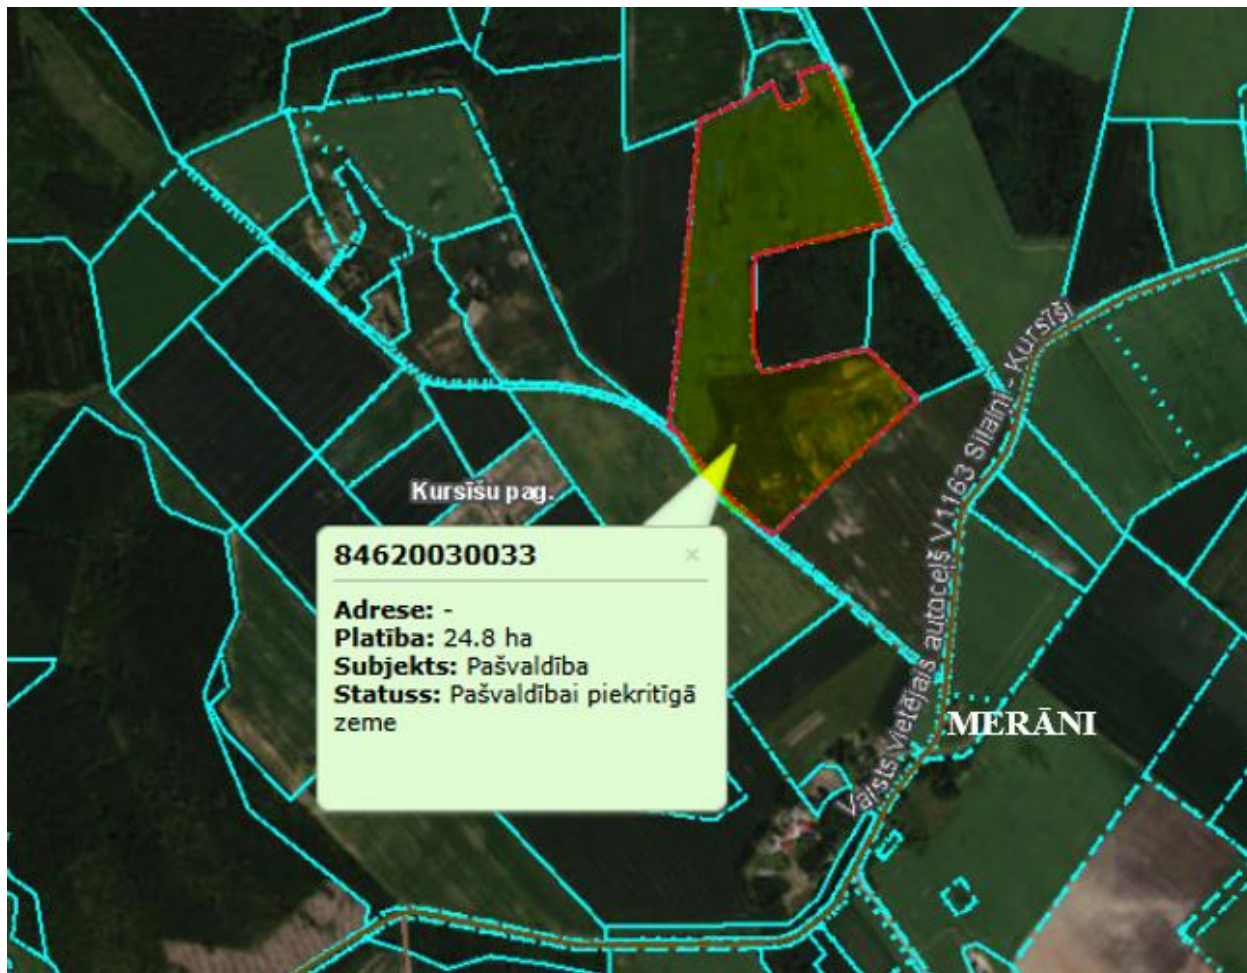 Valsts vietējais autoceļš V1163 Silaiņi - Kursīši
Kursīšu pag.
84620030033
×
Adrese: -
Platība: 24.8 ha
Subjekts: Pašvaldība
Statuss: Pašvaldībai piekritīgā
zeme
MERĀNI